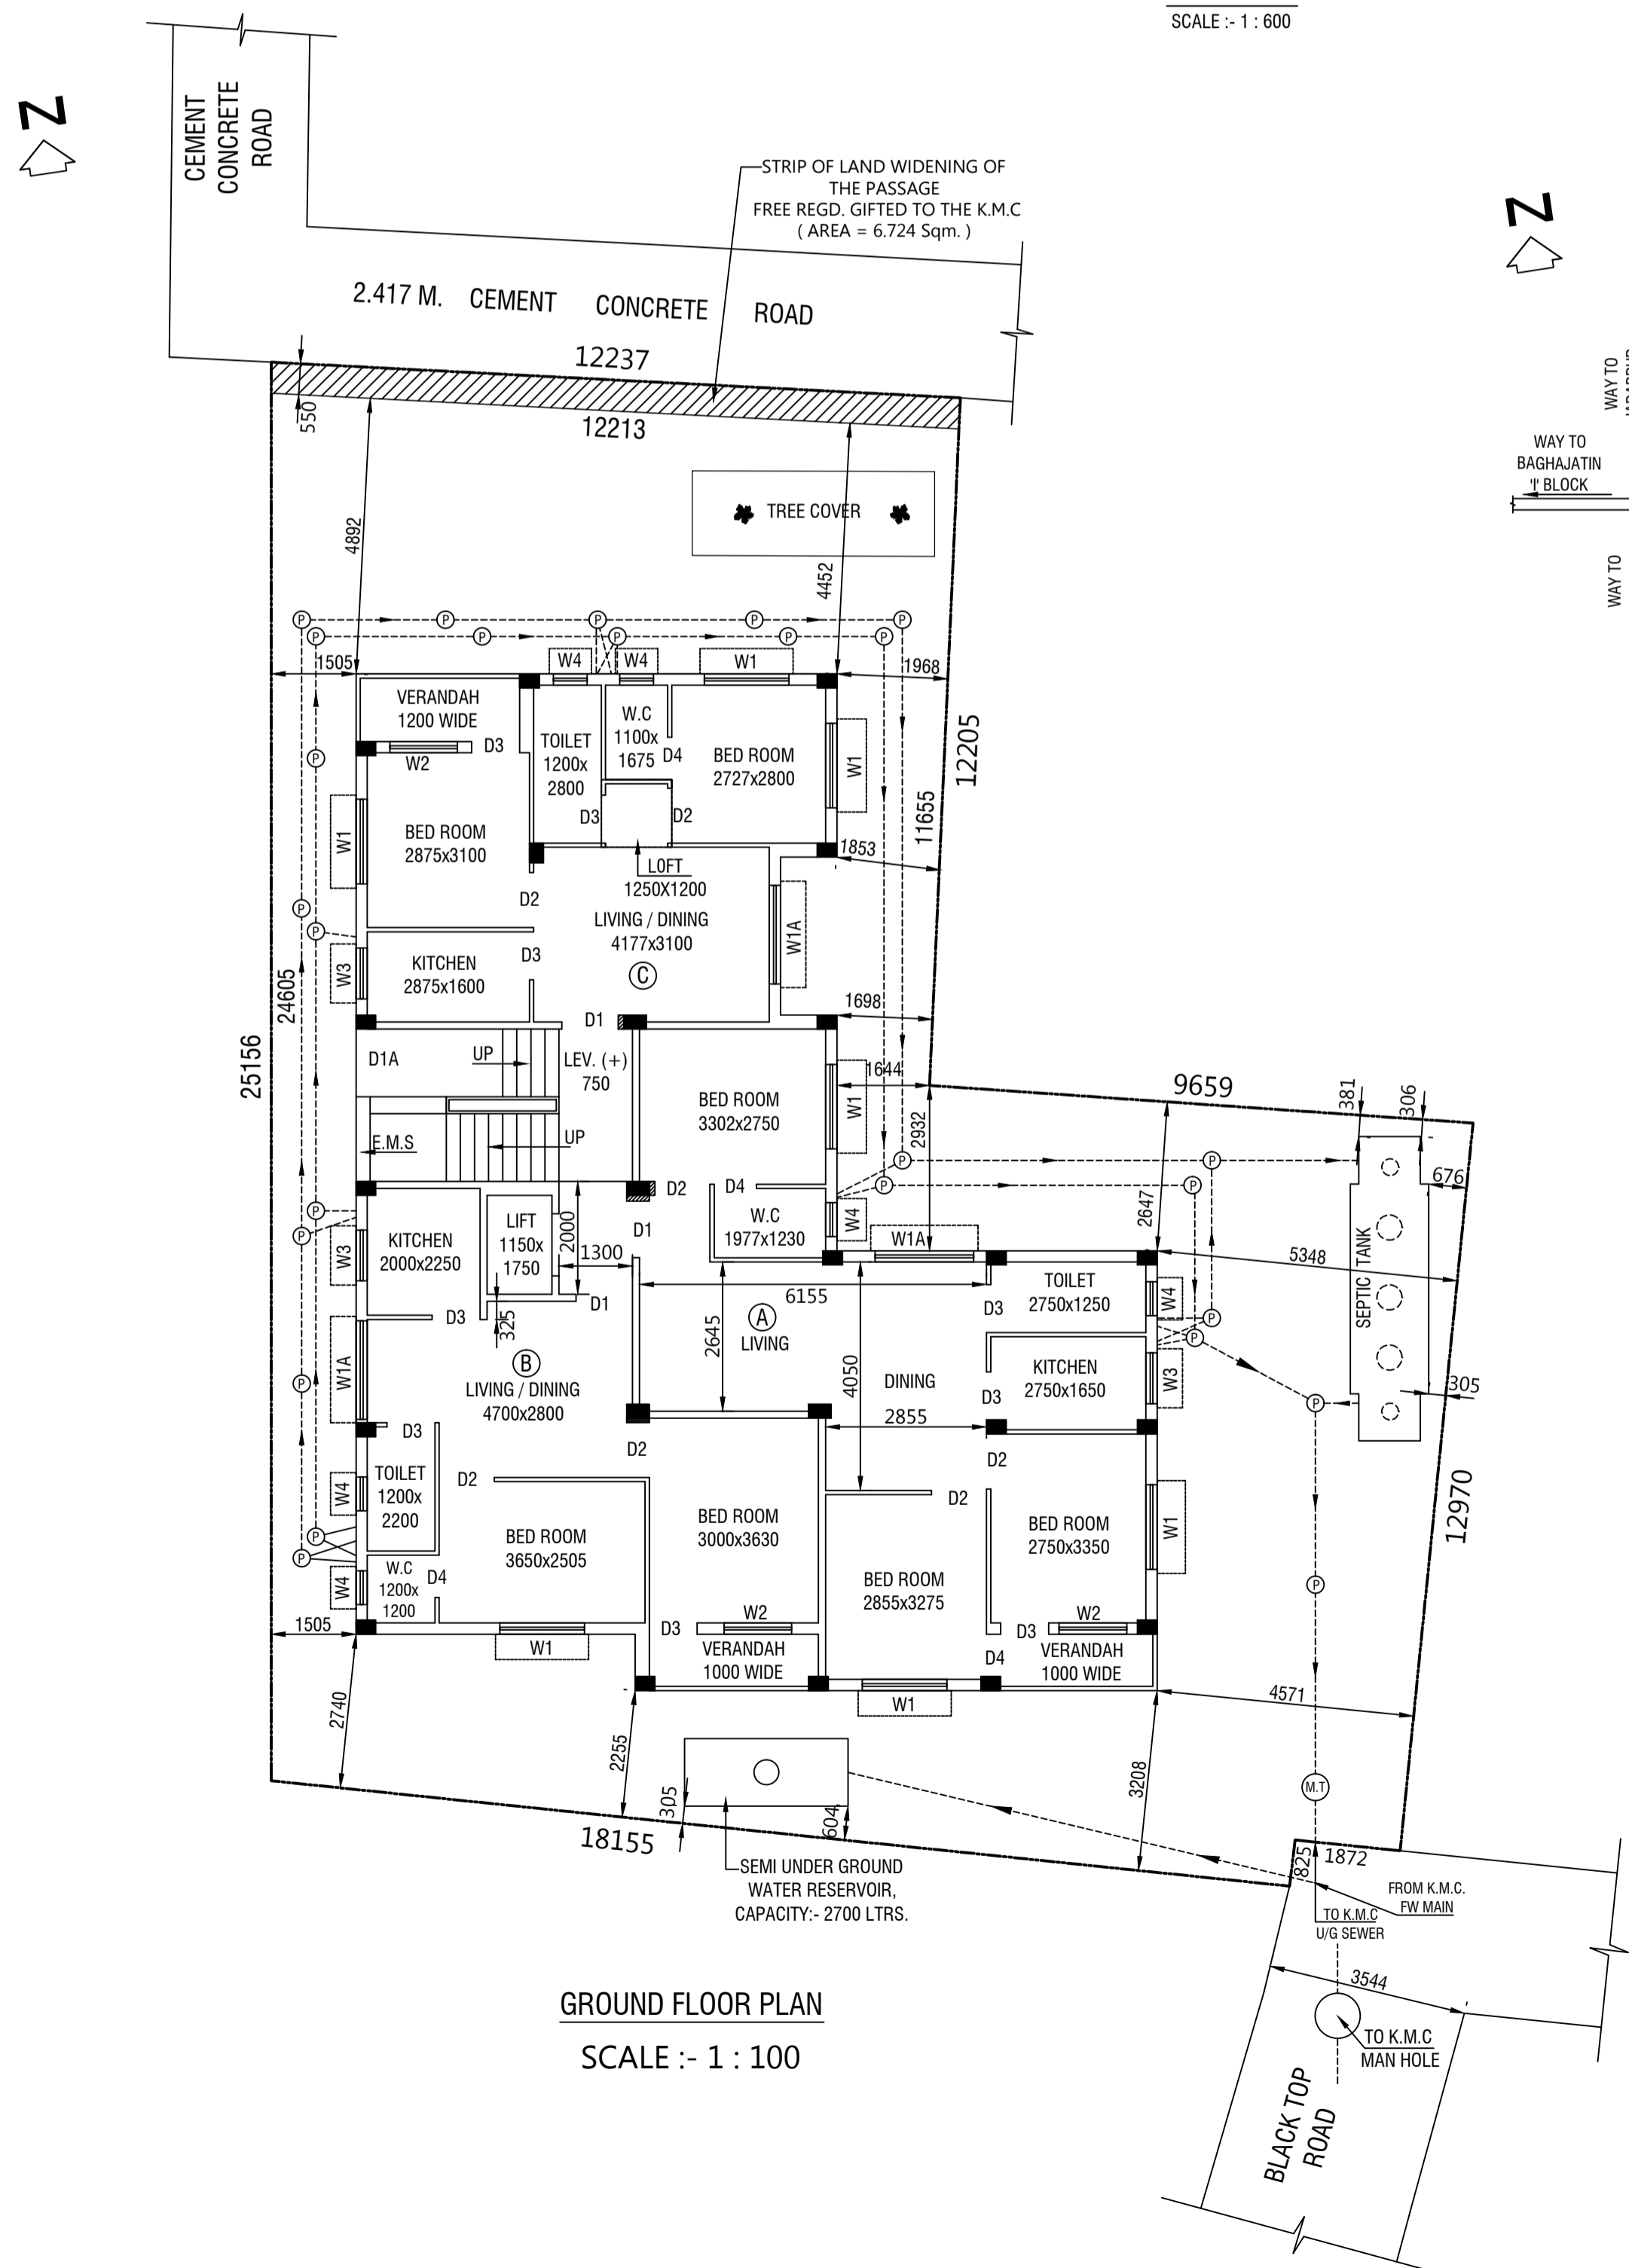 SCALE :- 1 : 600
N
CEMENT
CONCRETE
ROAD
STRIP OF LAND WIDENING OF
THE PASSAGE
FREE REGD. GIFTED TO THE K.M.C
( AREA = 6.724 Sqm. )
N
2.417 M. CEMENT CONCRETE ROAD
12237
550
12213
WAY TO
WAY TO
BAGHAJATIN
'I' BLOCK
WAY TO
TREE COVER
4892
4452
P P P P P
P P P P P
1505
W4
W4
W1
1968
VERANDAH
1200 WIDE
D3
W2
TOILET
1200x
2800
W.C
1100x
1675
D4
BED ROOM
2727x2800
W1
12205
11655
P
W1
BED ROOM
2875x3100
D3
D2
1853
LOFT
1250X1200
D2
P
P
LIVING / DINING
4177x3100
C
W1A
W3
KITCHEN
2875x1600
D3
24605
25156
1698
D1
D1A
UP
LEV. (+)
750
BED ROOM
3302x2750
W1
1644
2932
9659
381
306
E.M.S
UP
P
P
P
P
676
D2
D4
W.C
1977x1230
W4
W1A
2647
P
P
W3
KITCHEN
2000x2250
LIFT
1150x
1750
2000
1300
D1
5348
SEPTIC TANK
TOILET
2750x1250
D3
W4
6155
D1
D3
325
A
LIVING
2645
4050
P
P
W1A
B
LIVING / DINING
4700x2800
DINING
KITCHEN
2750x1650
D3
W3
305
P
P
2855
D3
D2
D2
D2
TOILET
1200x
2200
W4
D2
BED ROOM
3650x2505
BED ROOM
3000x3630
BED ROOM
2750x3350
W1
12970
P
P
W.C
1200x
1200
D4
W4
BED ROOM
2855x3275
P
1505
W1
D3
W2
VERANDAH
1000 WIDE
D3
W2
D4
VERANDAH
1000 WIDE
W1
4571
2740
2255
3208
305
604
M.T
18155
825
1872
SEMI UNDER GROUND
WATER RESERVOIR,
CAPACITY:- 2700 LTRS.
FROM K.M.C.
FW MAIN
TO K.M.C
U/G SEWER
3544
GROUND FLOOR PLAN
SCALE :- 1 : 100
TO K.M.C
MAN HOLE
BLACK TOP
ROAD